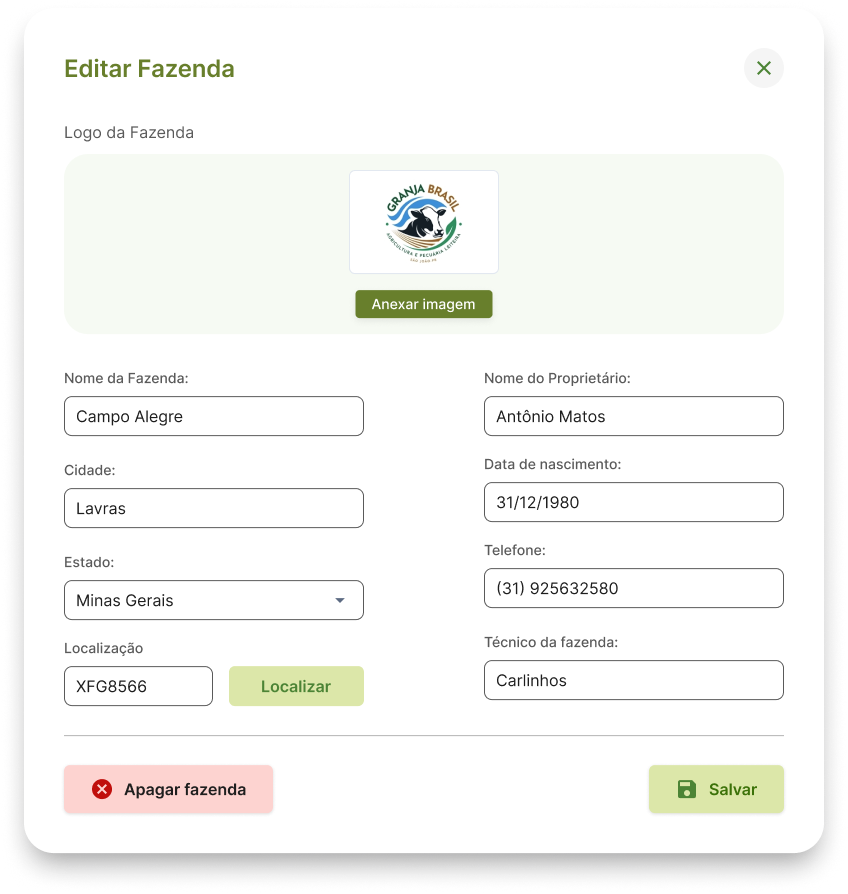 Editar Fazenda
Logo da Fazenda
GRANJA BRASIL
AGRICULTURA E PECUÁRIA LEITEIRA
Anexar imagem
Nome da Fazenda:
Campo Alegre
Nome do Proprietário:
Antônio Matos
Cidade:
Lavras
Data de nascimento:
31/12/1980
Estado:
Minas Gerais
Telefone:
(31) 925632580
Localização
XFG8566
Localizar
Técnico da fazenda:
Carlinhos
Apagar fazenda
Salvar